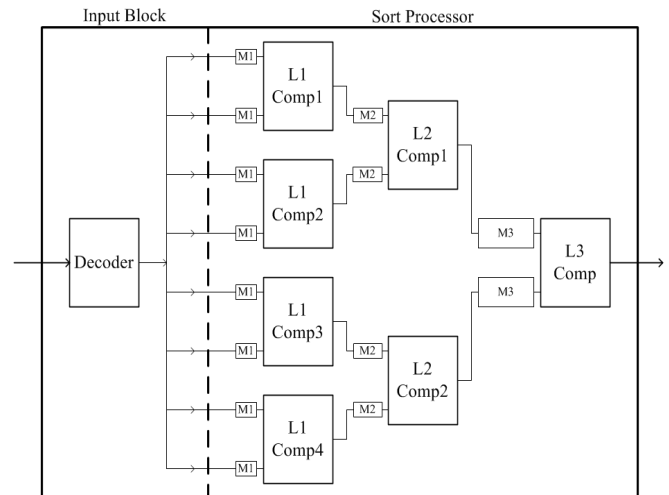 Input Block
Sort Processor
M1
L1
Comp1
M1
M2
L2
Comp1
M1
L1
Comp2
M2
M1
M3
Decoder
L3
Comp
M1
L1
Comp3
M3
M1
M2
L2
Comp2
M1
L1
Comp4
M2
M1